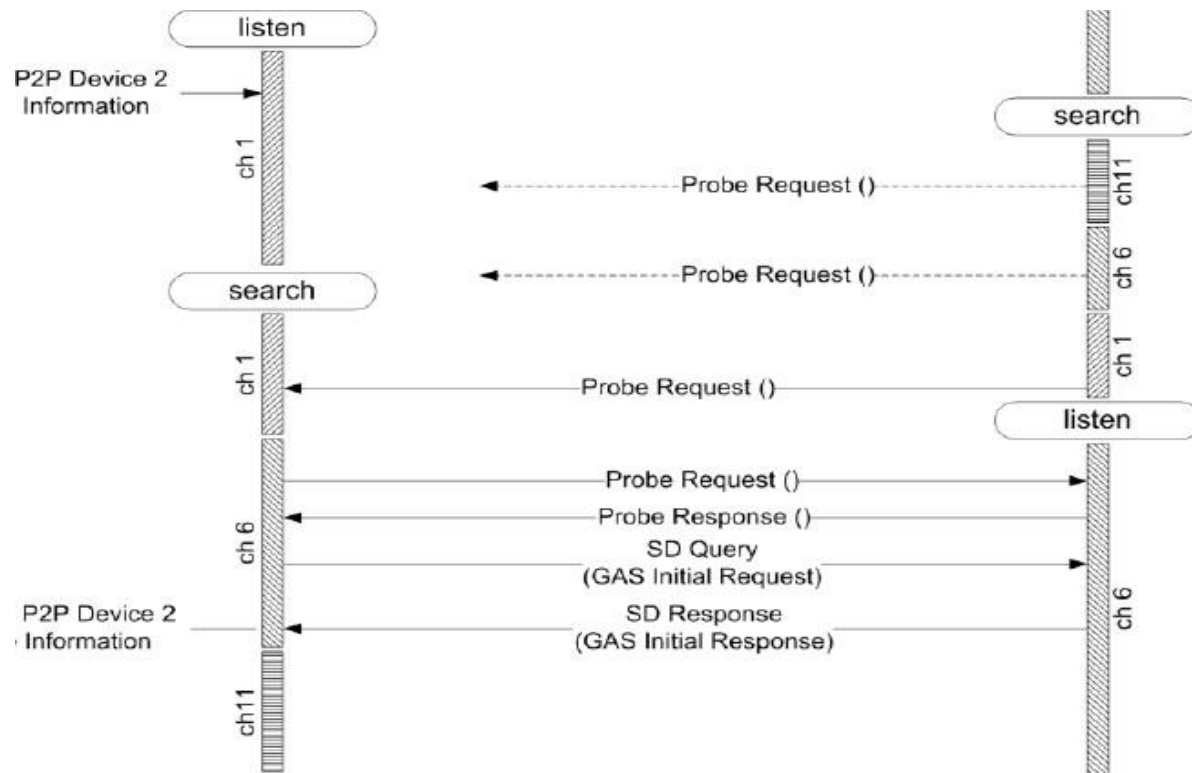 listen
P2P Device 2
Information
ch 1
search
ch11
Probe Request ()
ch 6
Probe Request ()
search
ch 1
ch 1
Probe Request ()
listen
Probe Request ()
Probe Response ()
ch 6
SD Query
(GAS Initial Request)
ch 6
P2P Device 2
Information
SD Response
(GAS Initial Response)
ch11